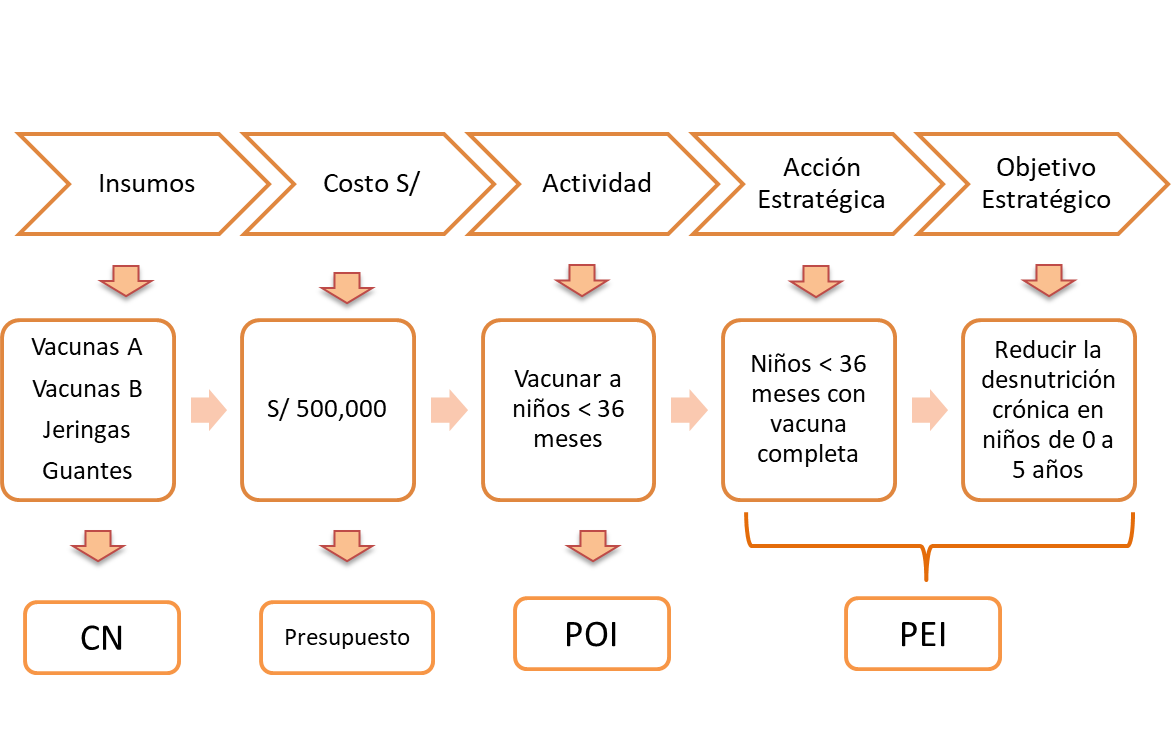 Insumos
Costo S/
Actividad
Acción
Estratégica
Objetivo
Estratégico
Vacunas A
Vacunas B
Jeringas
Guantes
S/ 500,000
Vacunar a
niños < 36
meses
Niños < 36
meses con
vacuna
completa
Reducir la
desnutrición
crónica en
niños de 0 a
5 años
CN
Presupuesto
POI
PEI